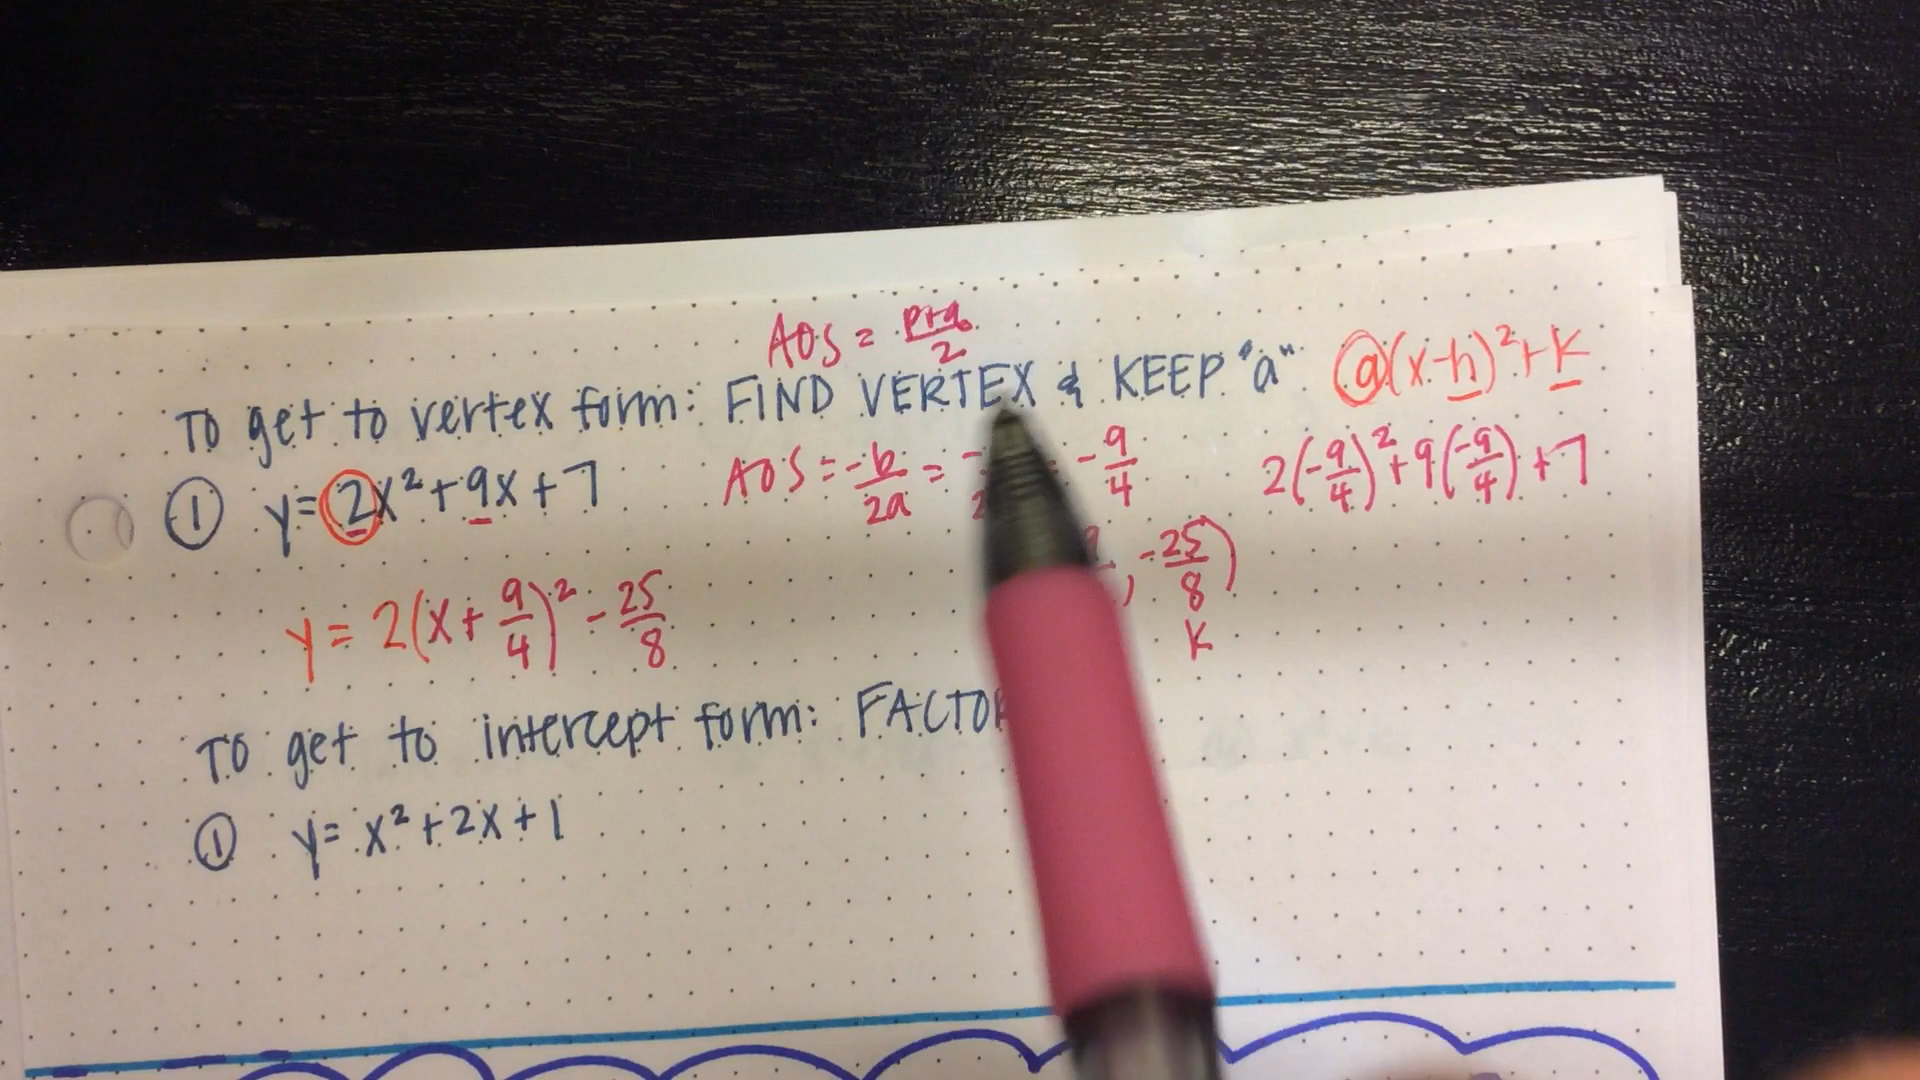 AOS = p+q/2
To get to vertex form: FIND VERTEX & KEEP "a" a(x-h)²+k
① y=2x²+9x+7 AOS = -b/2a = - = -9/4 2(-9/4)²+9(-9/4)+7
, -25/8)
k
y = 2(x+9/4)² - 25/8
To get to intercept form: FACTO
① y= x²+2x+1